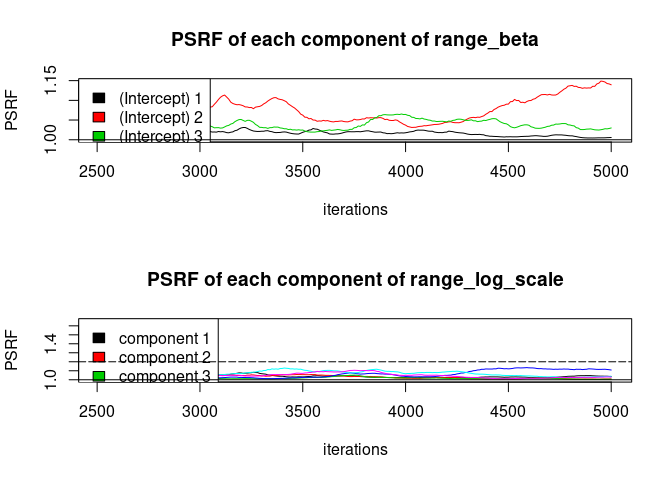 PSRF of each component of range_beta
PSRF
1.15
1.00
(Intercept) 1
(Intercept) 2
(Intercept) 3
2500 3000 3500 4000 4500 5000
iterations
PSRF of each component of range_log_scale
PSRF
1.4
1.0
component 1
component 2
component 3
2500 3000 3500 4000 4500 5000
iterations